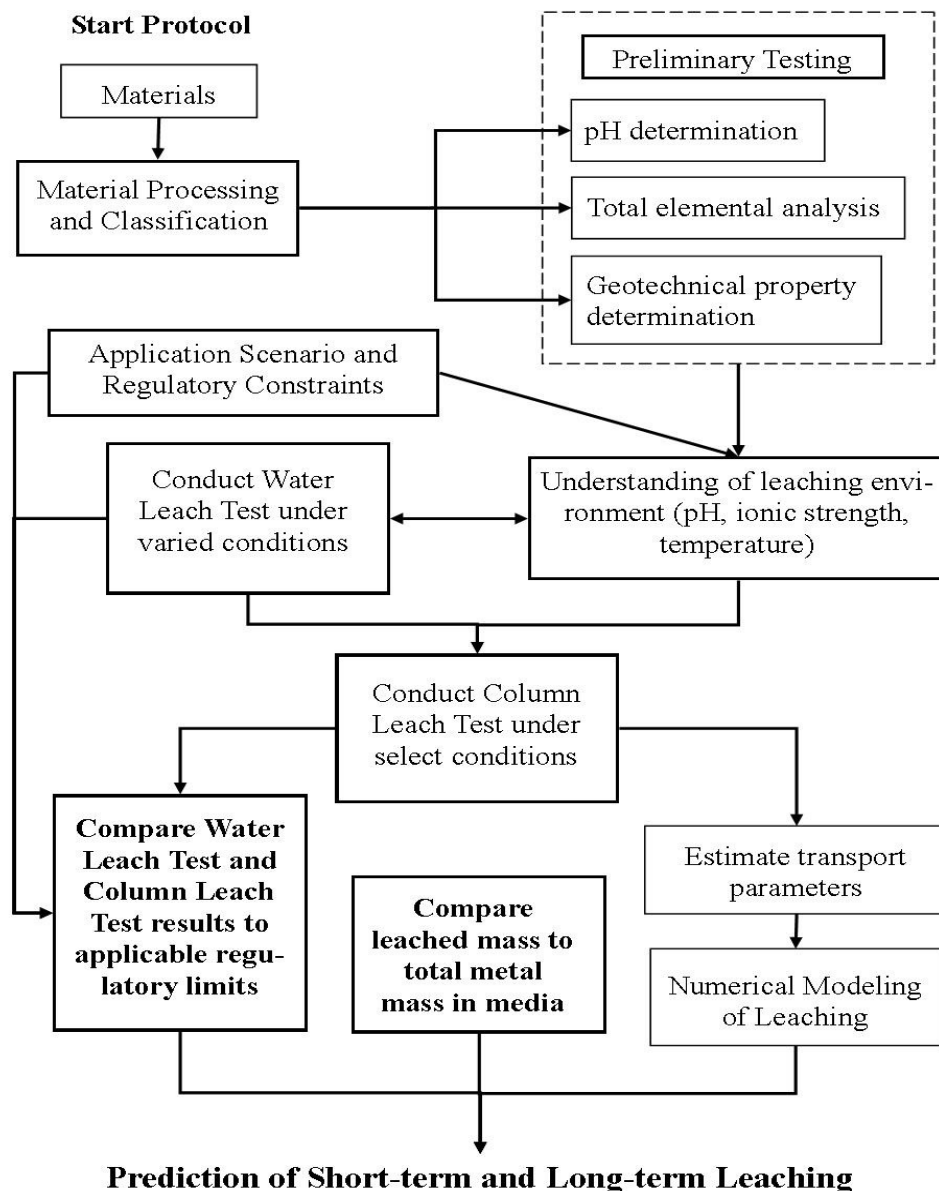 Start Protocol
Materials
Material Processing
and Classification
Preliminary Testing
pH determination
Total elemental analysis
Geotechnical property
determination
Application Scenario and
Regulatory Constraints
Conduct Water
Leach Test under
varied conditions
Understanding of leaching envi-
ronment (pH, ionic strength,
temperature)
Conduct Column
Leach Test under
select conditions
Compare Water
Leach Test and
Column Leach
Test results to
applicable regu-
latory limits
Compare
leached mass to
total metal
mass in media
Estimate transport
parameters
Numerical Modeling
of Leaching
Prediction of Short-term and Long-term Leaching